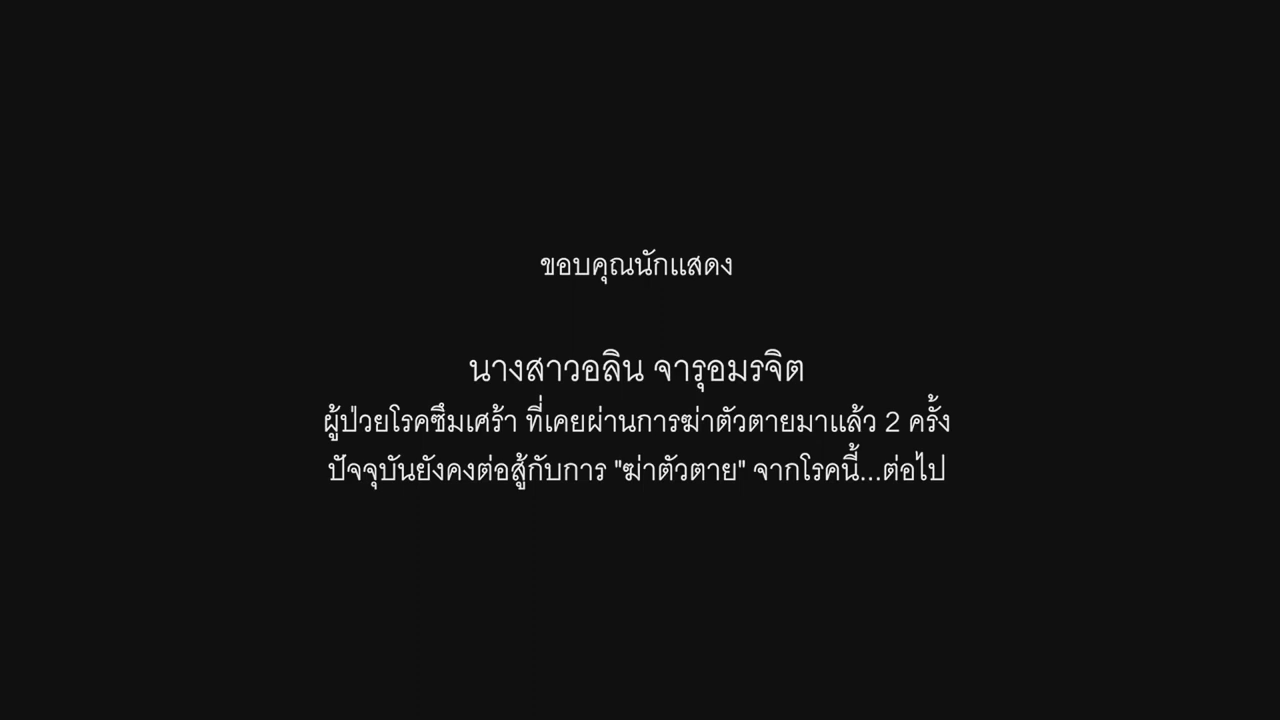 ขอบคุณนักแสดง
นางสาวอลิน จารุอมรจิต
ผู้ป่วยโรคซึมเศร้า ที่เคยผ่านการฆ่าตัวตายมาแล้ว 2 ครั้ง
ปัจจุบันยังคงต่อสู้กับการ "ฆ่าตัวตาย" จากโรคนี้...ต่อไป